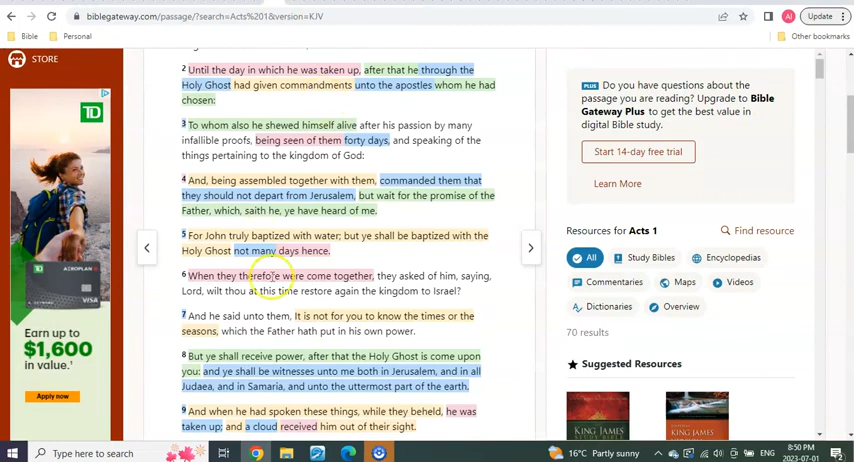 biblegateway.com/passage/?search=Acts%201&version=KJV
AI
Update
Bible
Personal
Other bookmarks
STORE
TD
AEROPLAN
VISA
Earn up to
$1,600
in value.¹
Apply now
2 Until the day in which he was taken up, after that he through the
Holy Ghost had given commandments unto the apostles whom he had
chosen:
3 To whom also he shewed himself alive after his passion by many
infallible proofs, being seen of them forty days, and speaking of the
things pertaining to the kingdom of God:
4 And, being assembled together with them, commanded them that
they should not depart from Jerusalem, but wait for the promise of the
Father, which, saith he, ye have heard of me.
5 For John truly baptized with water; but ye shall be baptized with the
Holy Ghost not many days hence.
6 When they therefore were come together, they asked of him, saying,
Lord, wilt thou at this time restore again the kingdom to Israel?
7 And he said unto them, It is not for you to know the times or the
seasons, which the Father hath put in his own power.
8 But ye shall receive power, after that the Holy Ghost is come upon
you: and ye shall be witnesses unto me both in Jerusalem, and in all
Judaea, and in Samaria, and unto the uttermost part of the earth.
9 And when he had spoken these things, while they beheld, he was
taken up; and a cloud received him out of their sight.
PLUS Do you have questions about the
passage you are reading? Upgrade to Bible
Gateway Plus to get the best value in
digital Bible study.
Start 14-day free trial
Learn More
Resources for Acts 1
Find resource
All
Study Bibles
Encyclopedias
Commentaries
Maps
Videos
Dictionaries
Overview
70 results
Suggested Resources
KING JAMES
KING JAMES
Type here to search
16°C Partly sunny
ENG
8:50 PM
2023-07-01
2